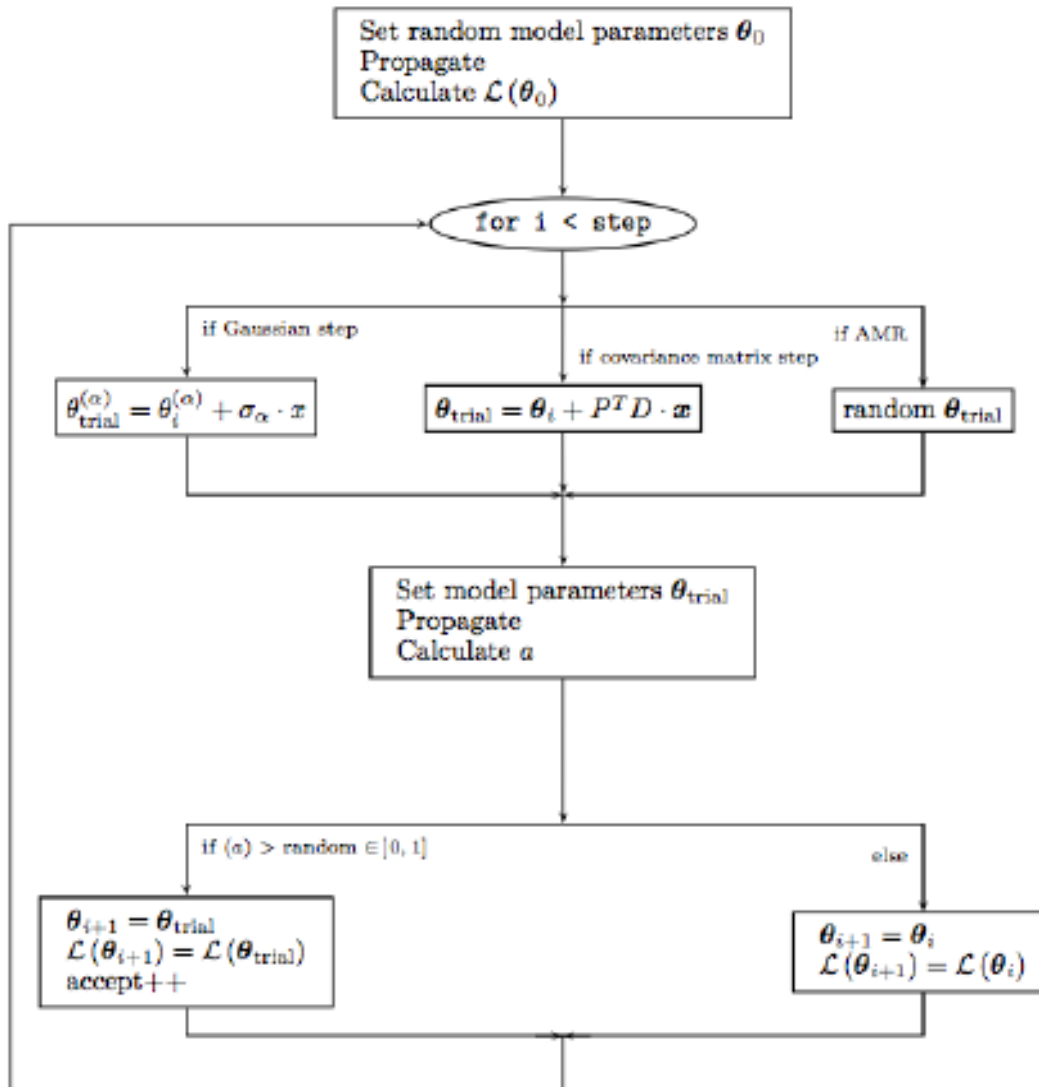 Set random model parameters θ₀
Propagate
Calculate 𝓛(θ₀)
for i < step
if Gaussian step
if covariance matrix step
if AMR
θ_trial^(α) = θ_i^(α) + σ_α · x
θ_trial = θ_i + P^T D · x
random θ_trial
Set model parameters θ_trial
Propagate
Calculate a
if (a) > random ∈ [0, 1]
else
θ_{i+1} = θ_trial
𝓛(θ_{i+1}) = 𝓛(θ_trial)
accept++
θ_{i+1} = θ_i
𝓛(θ_{i+1}) = 𝓛(θ_i)